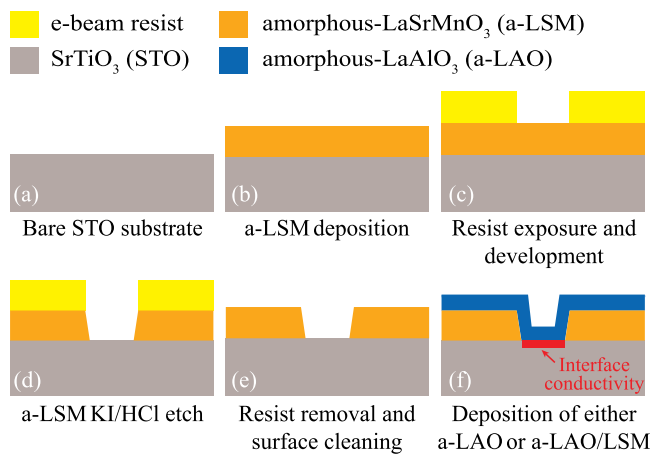 e-beam resist
amorphous-LaSrMnO₃ (a-LSM)
SrTiO₃ (STO)
amorphous-LaAlO₃ (a-LAO)
(a)
(b)
(c)
Bare STO substrate
a-LSM deposition
Resist exposure and
development
(d)
(e)
(f)
Interface
conductivity
a-LSM KI/HCl etch
Resist removal and
surface cleaning
Deposition of either
a-LAO or a-LAO/LSM